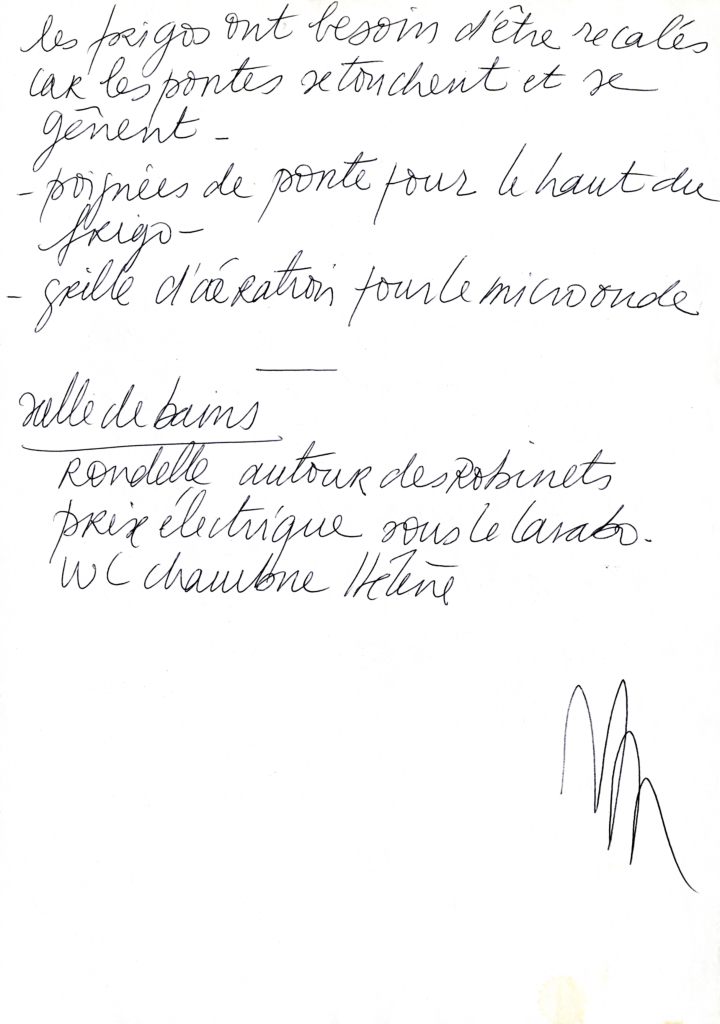 les frigos ont besoin d'être recalés
car les portes se touchent et se
gênent -
- poignées de porte pour le haut du
frigo -
- grille d'aération pour le micro onde
salle de bains
Rondelle autour des Robinets
prise électrique sous le lavabo.
WC chambre Hélène